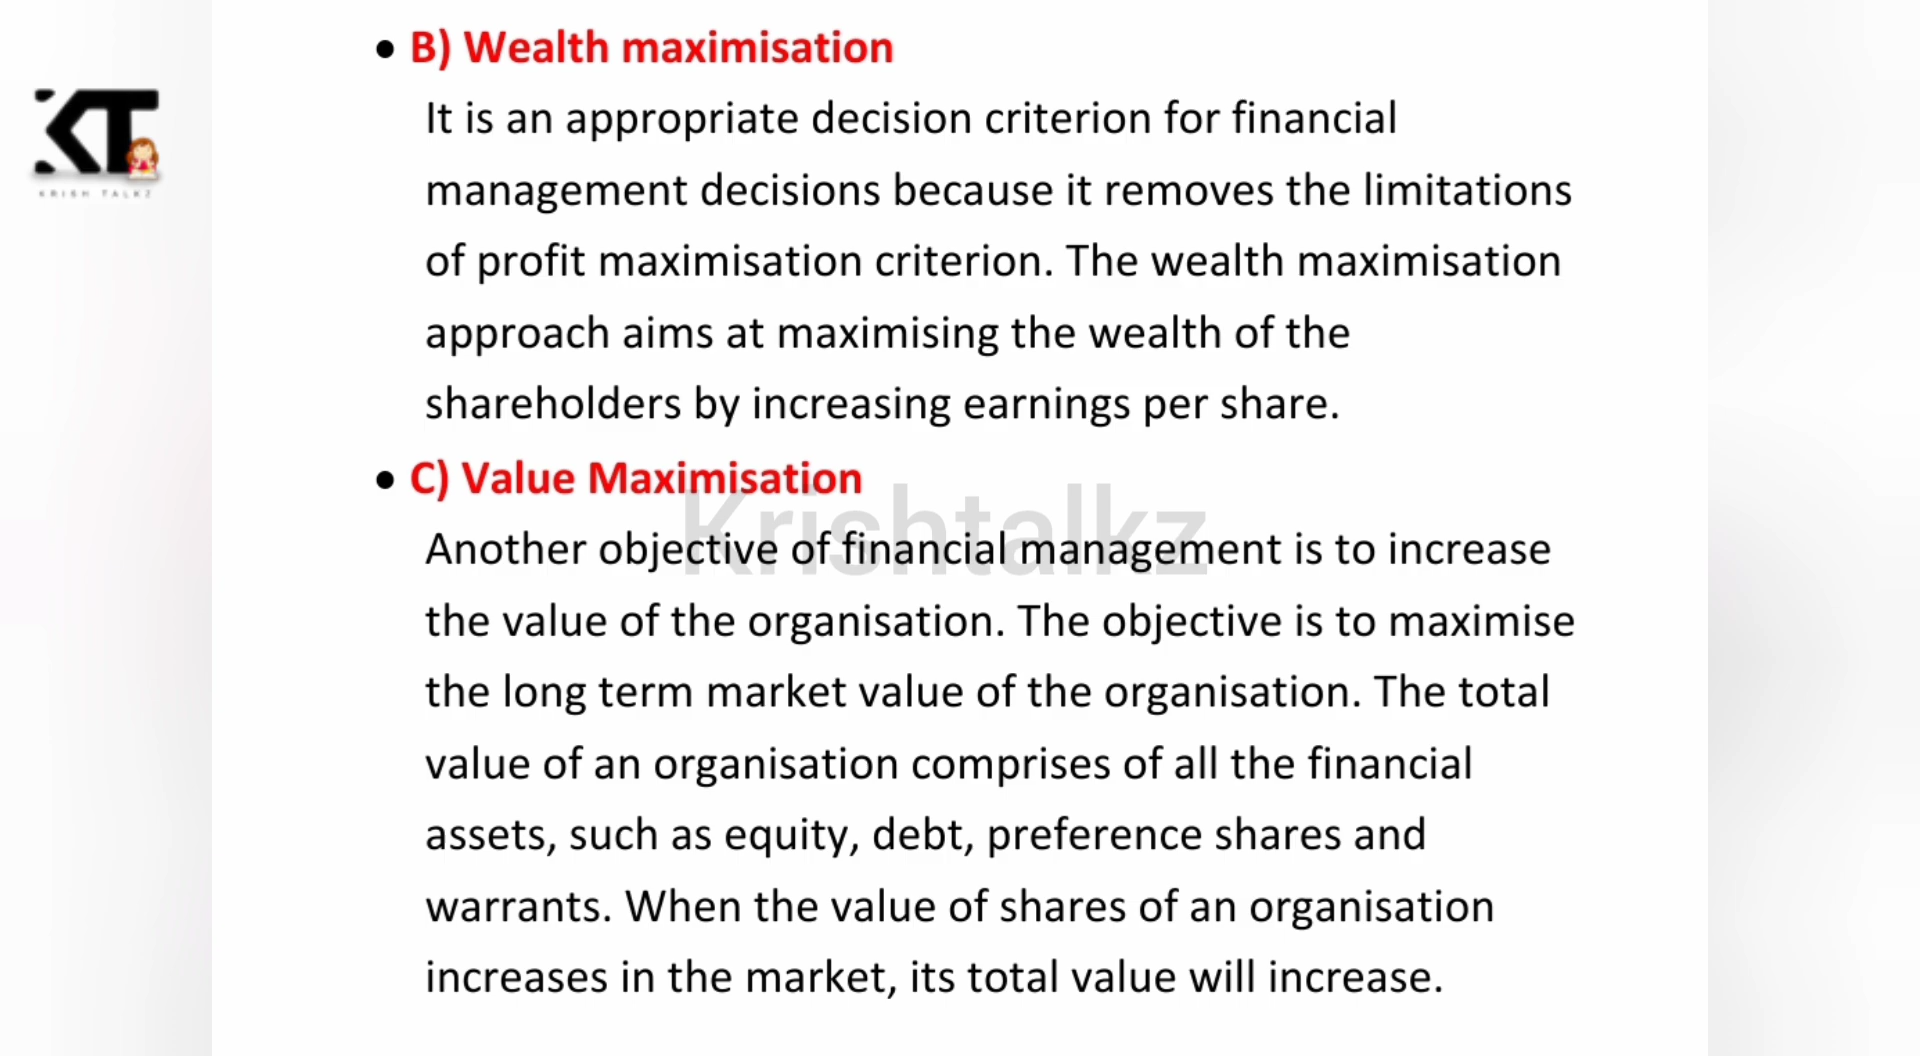 • B) Wealth maximisation
It is an appropriate decision criterion for financial
management decisions because it removes the limitations
of profit maximisation criterion. The wealth maximisation
approach aims at maximising the wealth of the
shareholders by increasing earnings per share.
• C) Value Maximisation
Another objective of financial management is to increase
the value of the organisation. The objective is to maximise
the long term market value of the organisation. The total
value of an organisation comprises of all the financial
assets, such as equity, debt, preference shares and
warrants. When the value of shares of an organisation
increases in the market, its total value will increase.
KT
KRISH TALKZ
Krishtalkz